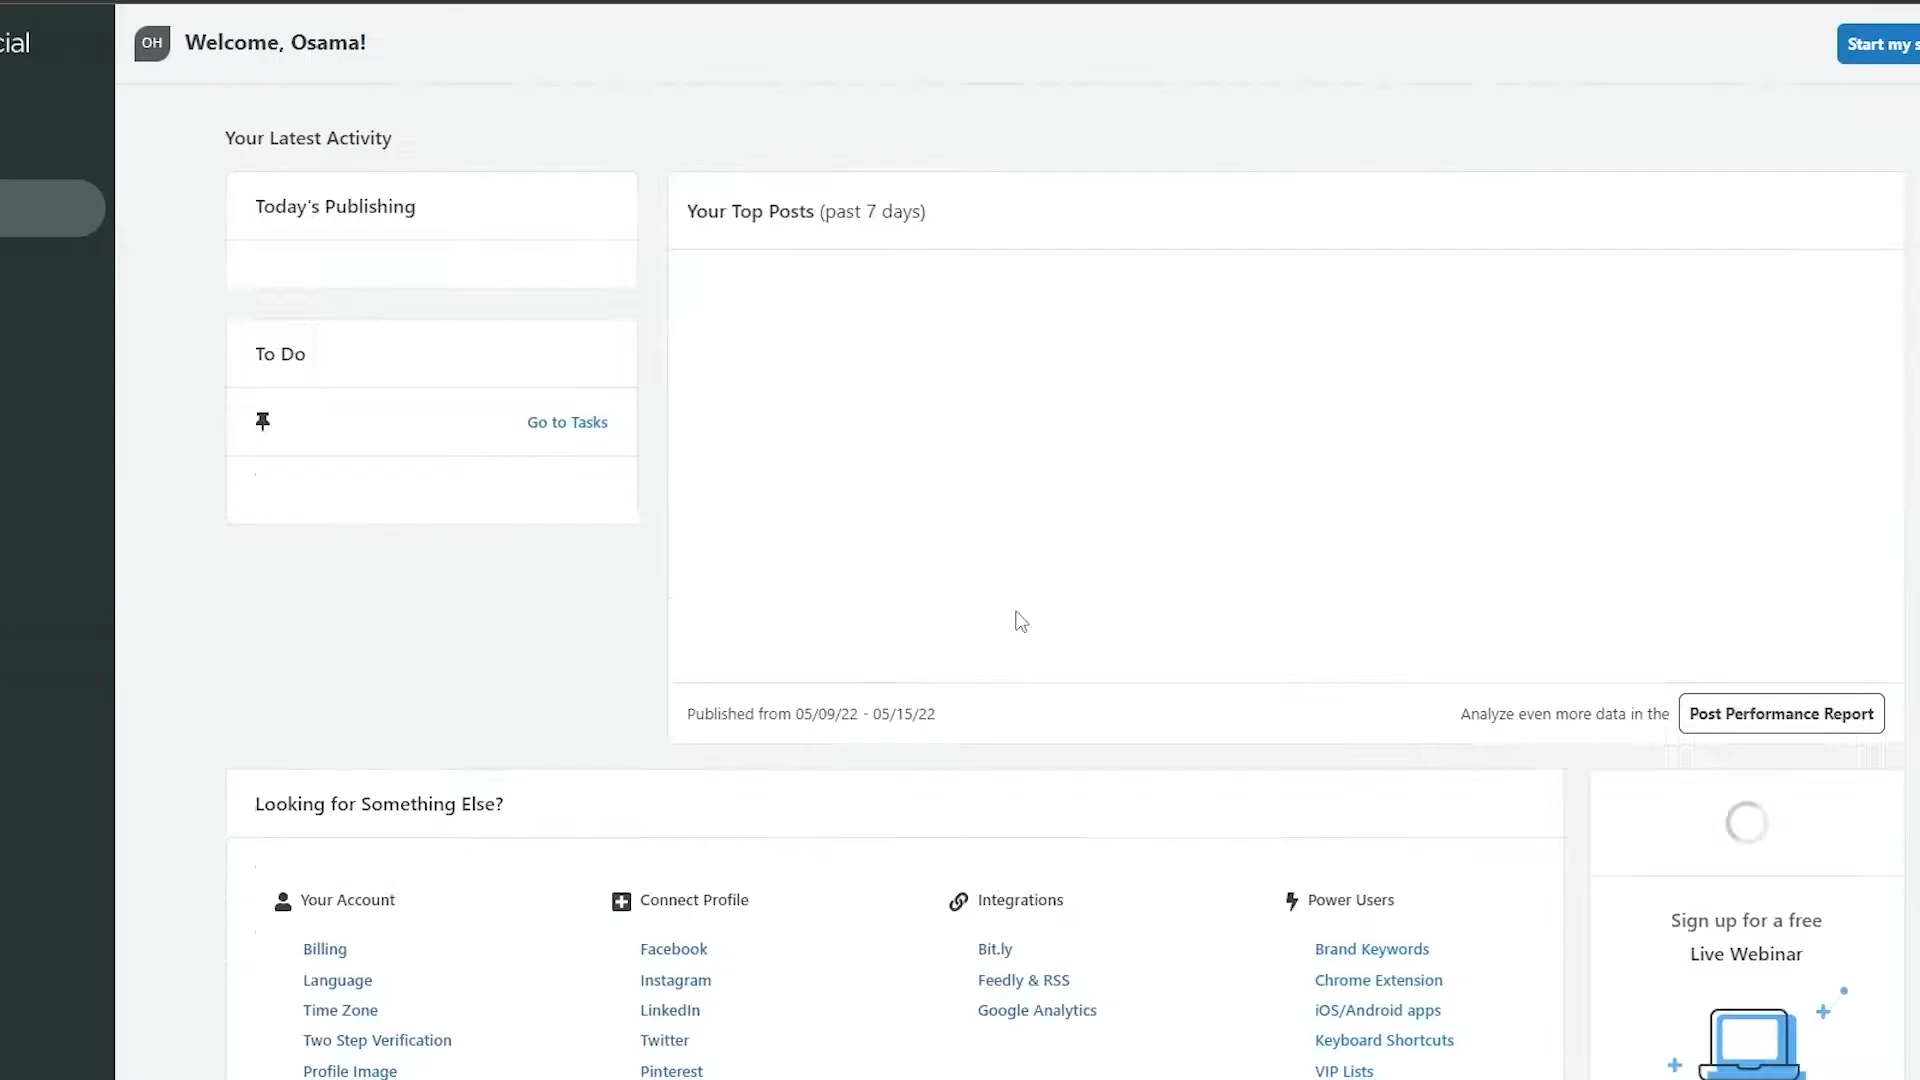 cial
OH
Welcome, Osama!
Start my s
Your Latest Activity
Today's Publishing
Your Top Posts (past 7 days)
To Do
Go to Tasks
Published from 05/09/22 - 05/15/22
Analyze even more data in the
Post Performance Report
Looking for Something Else?
Your Account
Billing
Language
Time Zone
Two Step Verification
Profile Image
Connect Profile
Facebook
Instagram
LinkedIn
Twitter
Pinterest
Integrations
Bit.ly
Feedly & RSS
Google Analytics
Power Users
Brand Keywords
Chrome Extension
iOS/Android apps
Keyboard Shortcuts
VIP Lists
Sign up for a free
Live Webinar